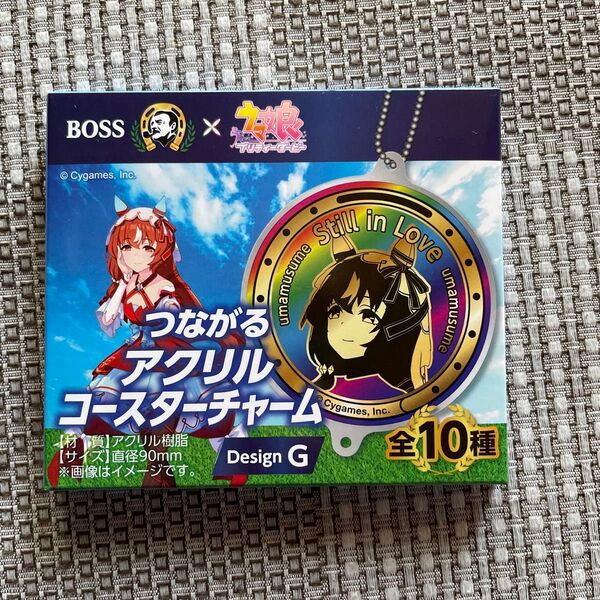 BOSS × ウマ娘
プリティーダービー
© Cygames, Inc.
Still in Love
umamusume
umamusume
© Cygames, Inc.
つながる
アクリル
コースターチャーム
【材 質】アクリル樹脂
【サイズ】直径90mm
※画像はイメージです。
Design G
全10種